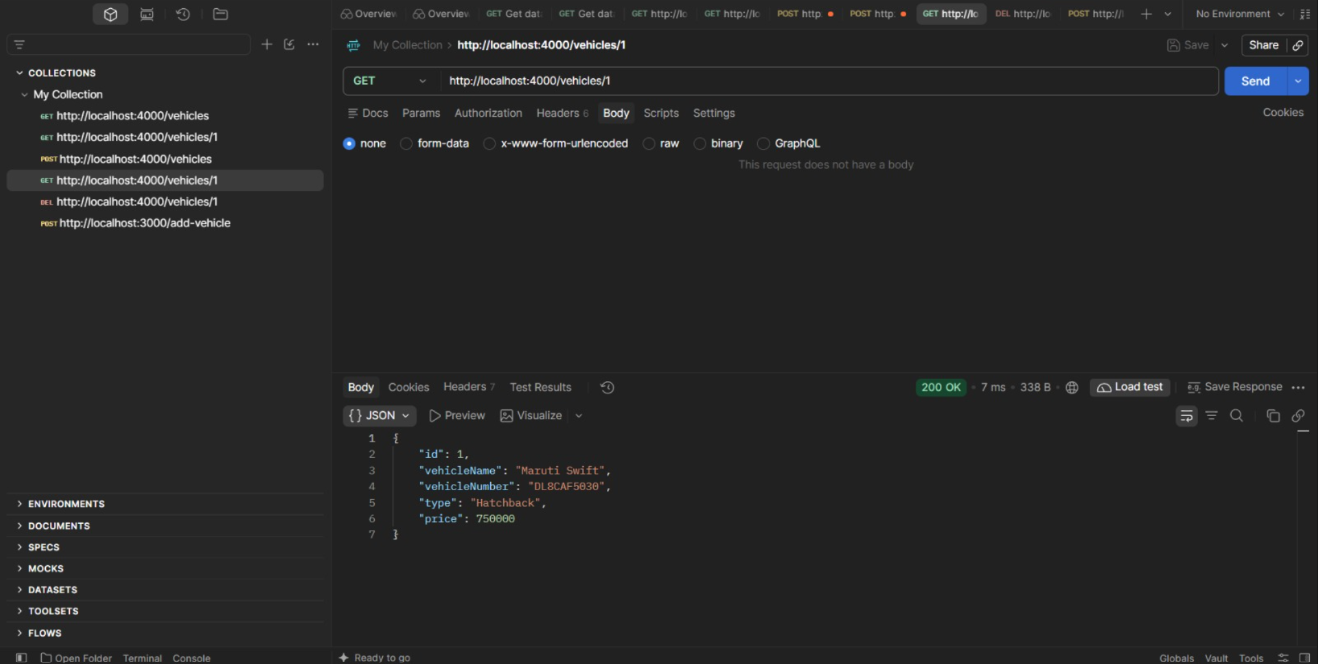 Overview Overview GET Get dat GET Get dat GET http://lo GET http://lo POST http. POST http. GET http://lo DEL http://lo POST http:// No Environment
HTTP My Collection > http://localhost:4000/vehicles/1 Save Share
COLLECTIONS
My Collection
GET http://localhost:4000/vehicles
GET http://localhost:4000/vehicles/1
POST http://localhost:4000/vehicles
GET http://localhost:4000/vehicles/1
DEL http://localhost:4000/vehicles/1
POST http://localhost:3000/add-vehicle
ENVIRONMENTS
DOCUMENTS
SPECS
MOCKS
DATASETS
TOOLSETS
FLOWS
GET http://localhost:4000/vehicles/1 Send
Docs Params Authorization Headers 6 Body Scripts Settings Cookies
none form-data x-www-form-urlencoded raw binary GraphQL
This request does not have a body
Body Cookies Headers 7 Test Results 200 OK • 7 ms • 338 B • Load test e.g. Save Response
{} JSON Preview Visualize
1 {
2 "id": 1,
3 "vehicleName": "Maruti Swift",
4 "vehicleNumber": "DL8CAF5030",
5 "type": "Hatchback",
6 "price": 750000
7 }
Open Folder Terminal Console Ready to go Globals Vault Tools